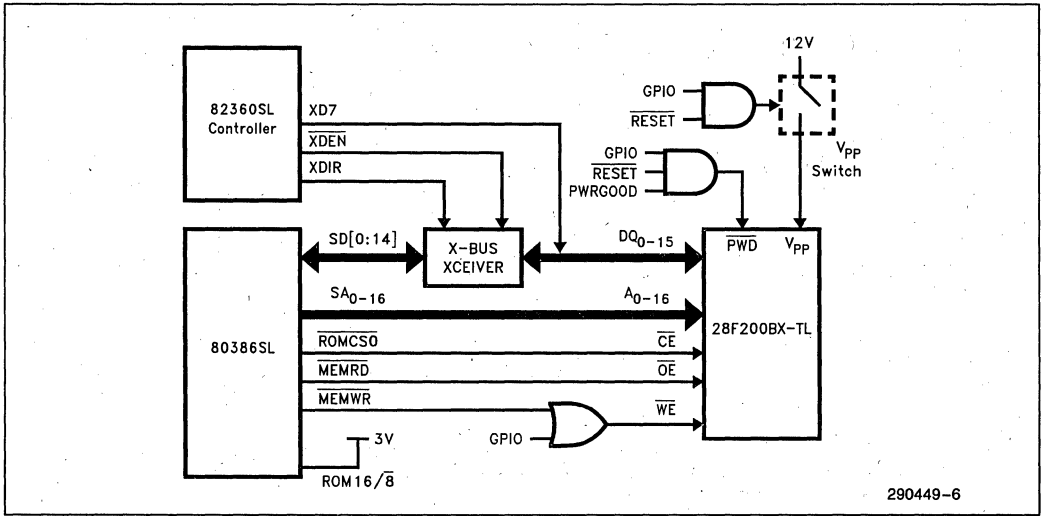 82360SL
Controller
XD7
XDEN
XDIR
12V
GPIO
RESET
VPP
Switch
GPIO
RESET
PWRGOOD
80386SL
SD[0:14]
X-BUS
XCEIVER
DQ0-15
PWD
VPP
SA0-16
A0-16
28F200BX-TL
ROMCS0
CE
MEMRD
OE
MEMWR
WE
GPIO
3V
ROM16/8
290449-6